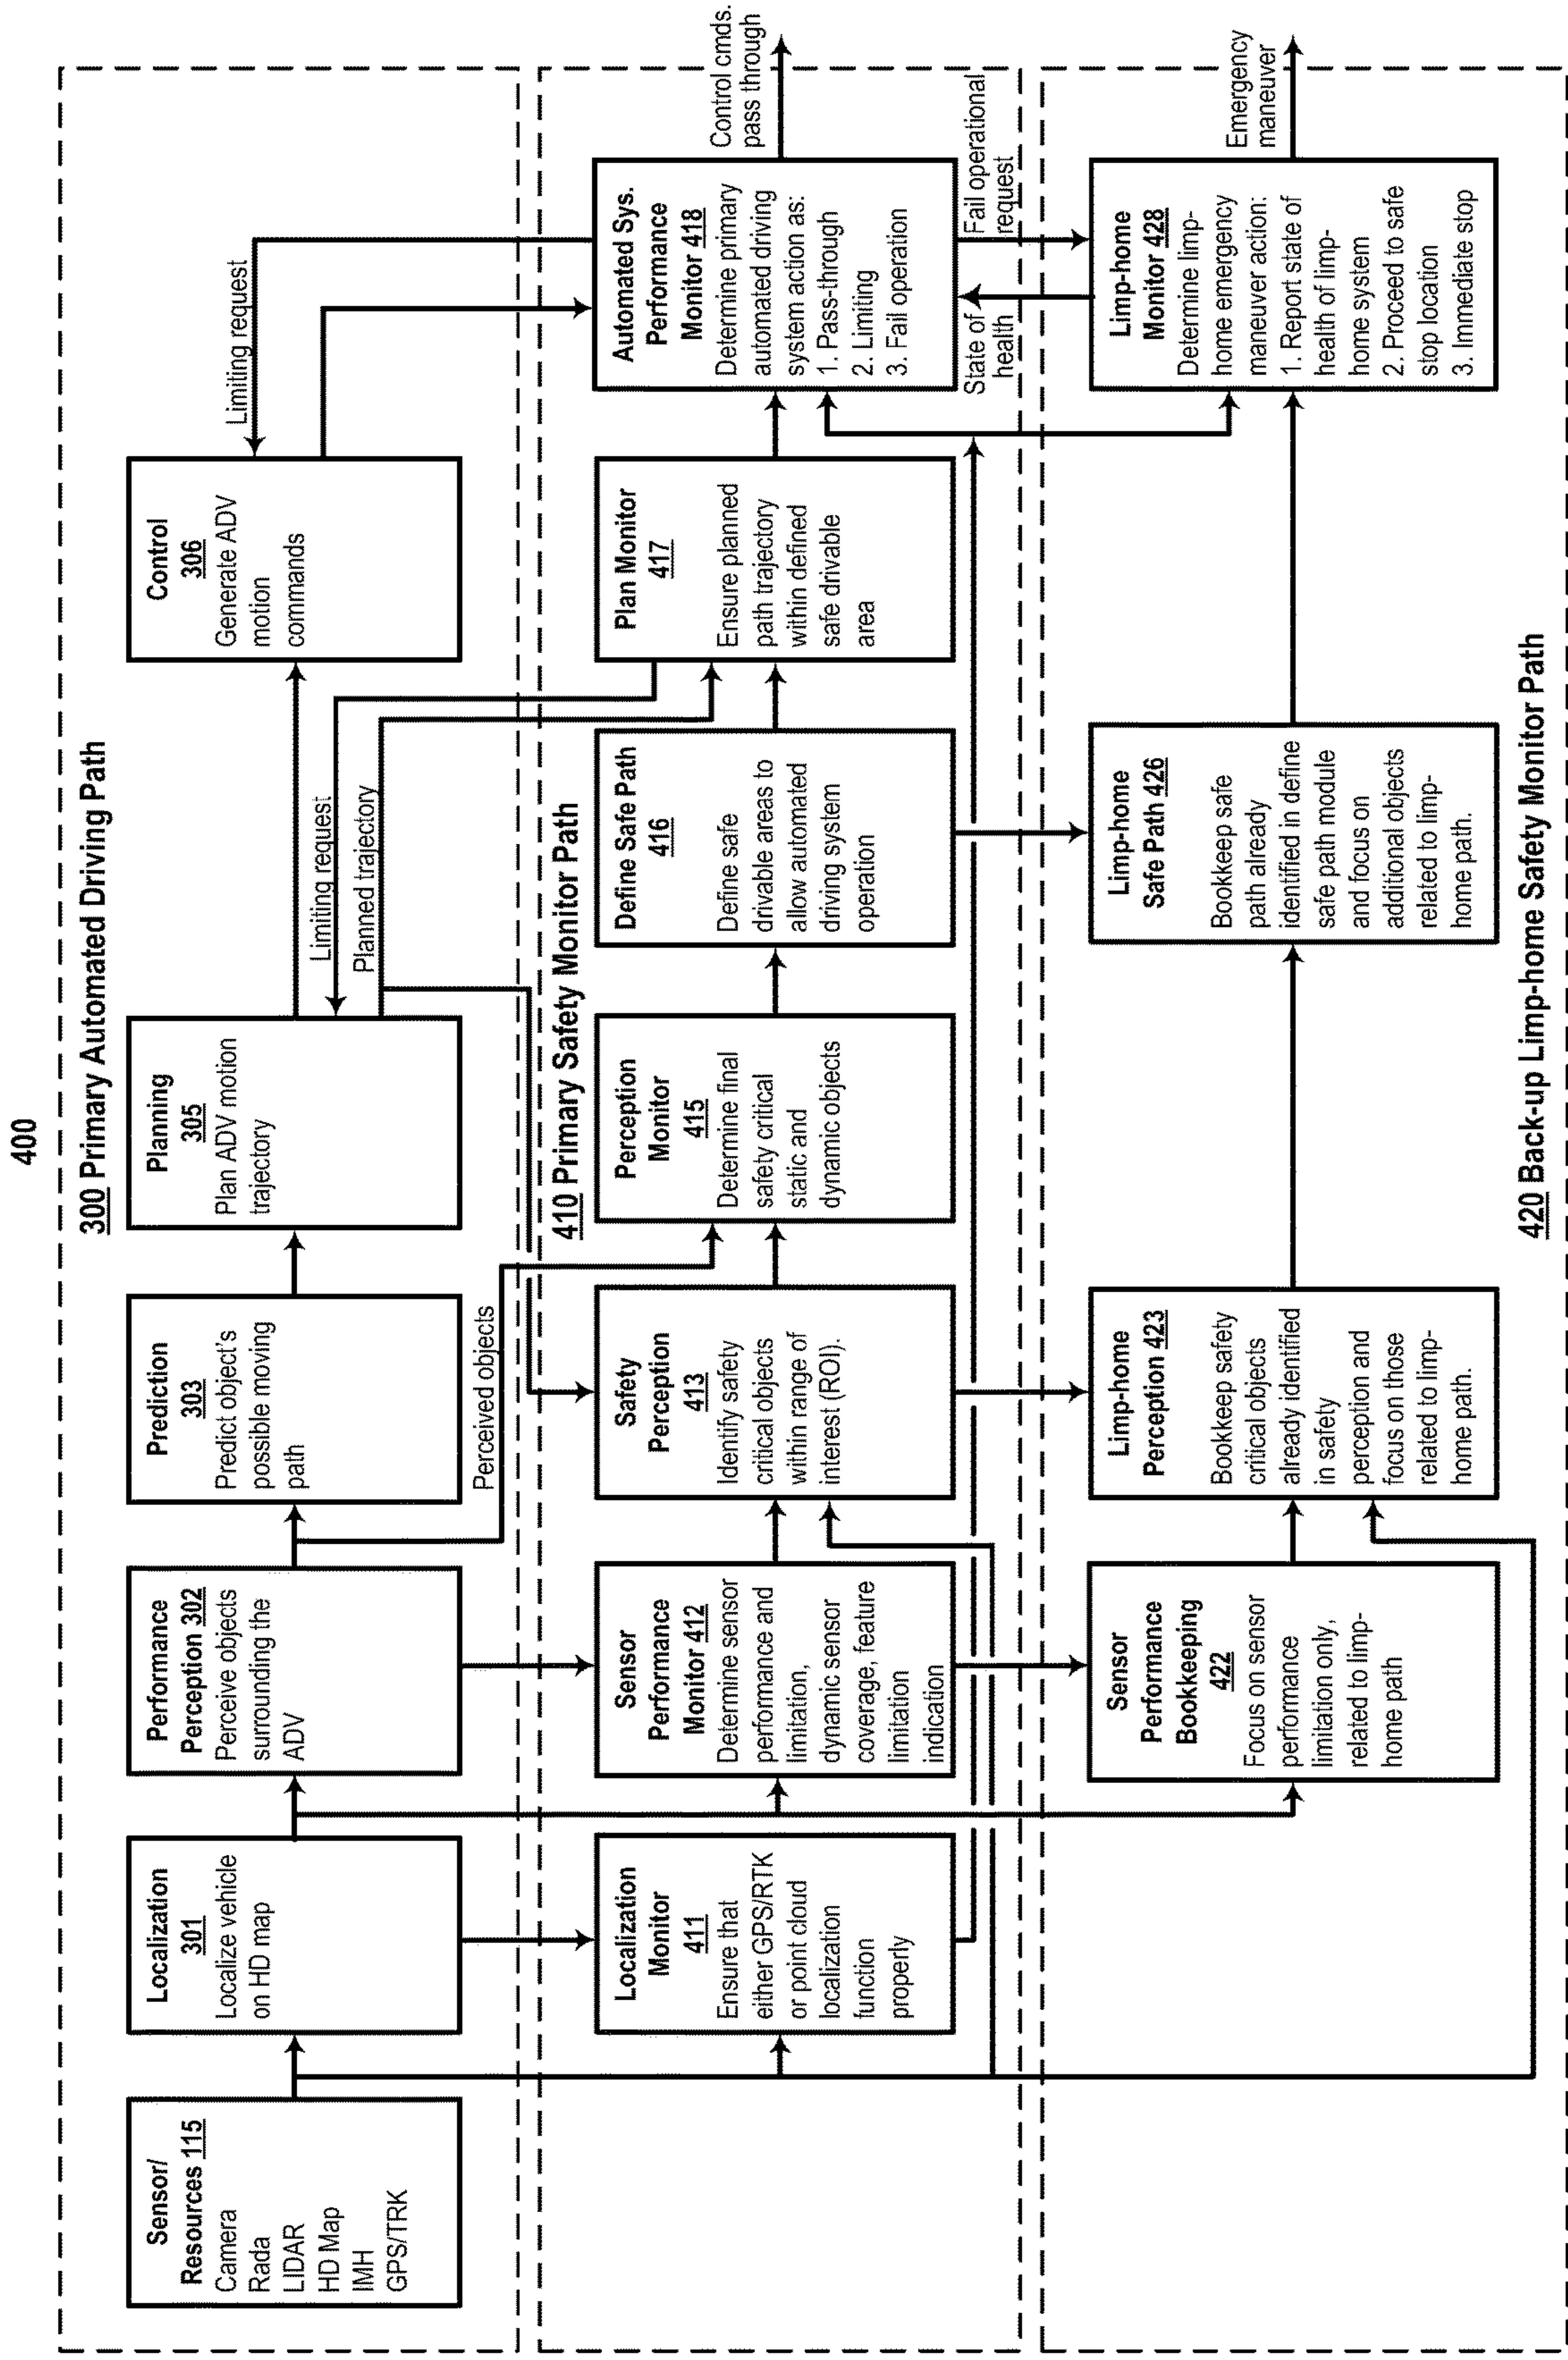 400
300 Primary Automated Driving Path
Sensor/
Resources 115
Camera
Rada
LIDAR
HD Map
IMH
GPS/TRK
Localization
301
Localize vehicle
on HD map
Performance
Perception 302
Perceive objects
surrounding the
ADV
Prediction
303
Predict object's
possible moving
path
Planning
305
Plan ADV motion
trajectory
Control
306
Generate ADV
motion
commands
Limiting request
Limiting request
Planned trajectory
Perceived objects
410 Primary Safety Monitor Path
Localization
Monitor
411
Ensure that
either GPS/RTK
or point cloud
localization
function
properly
Sensor
Performance
Monitor 412
Determine sensor
performance and
limitation,
dynamic sensor
coverage, feature
limitation
indication
Safety
Perception
413
Identify safety
critical objects
within range of
interest (ROI).
Perception
Monitor
415
Determine final
safety critical
static and
dynamic objects
Define Safe Path
416
Define safe
drivable areas to
allow automated
driving system
operation
Plan Monitor
417
Ensure planned
path trajectory
within defined
safe drivable
area
Automated Sys.
Performance
Monitor 418
Determine primary
automated driving
system action as:
1. Pass-through
2. Limiting
3. Fail operation
Control cmds.
pass through
State of
health
Fail operational
request
Sensor
Performance
Bookkeeping
422
Focus on sensor
performance
limitation only,
related to limp-
home path
Limp-home
Perception 423
Bookkeep safety
critical objects
already identified
in safety
perception and
focus on those
related to limp-
home path.
Limp-home
Safe Path 426
Bookkeep safe
path already
identified in define
safe path module
and focus on
additional objects
related to limp-
home path.
Limp-home
Monitor 428
Determine limp-
home emergency
maneuver action:
1. Report state of
health of limp-
home system
2. Proceed to safe
stop location
3. Immediate stop
Emergency
maneuver
420 Back-up Limp-home Safety Monitor Path